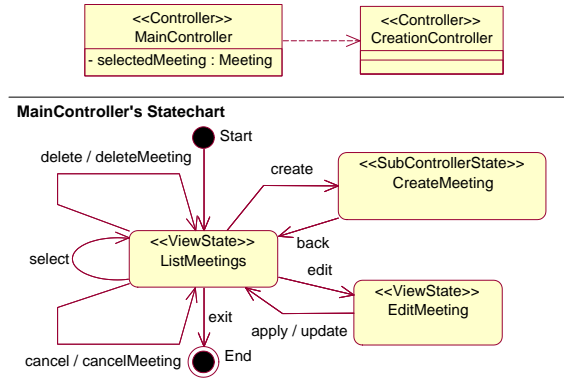 <<Controller>>
MainController
- selectedMeeting : Meeting
<<Controller>>
CreationController
MainController's Statechart
Start
delete / deleteMeeting
create
<<SubControllerState>>
CreateMeeting
<<ViewState>>
ListMeetings
back
select
edit
<<ViewState>>
EditMeeting
exit
apply / update
cancel / cancelMeeting
End